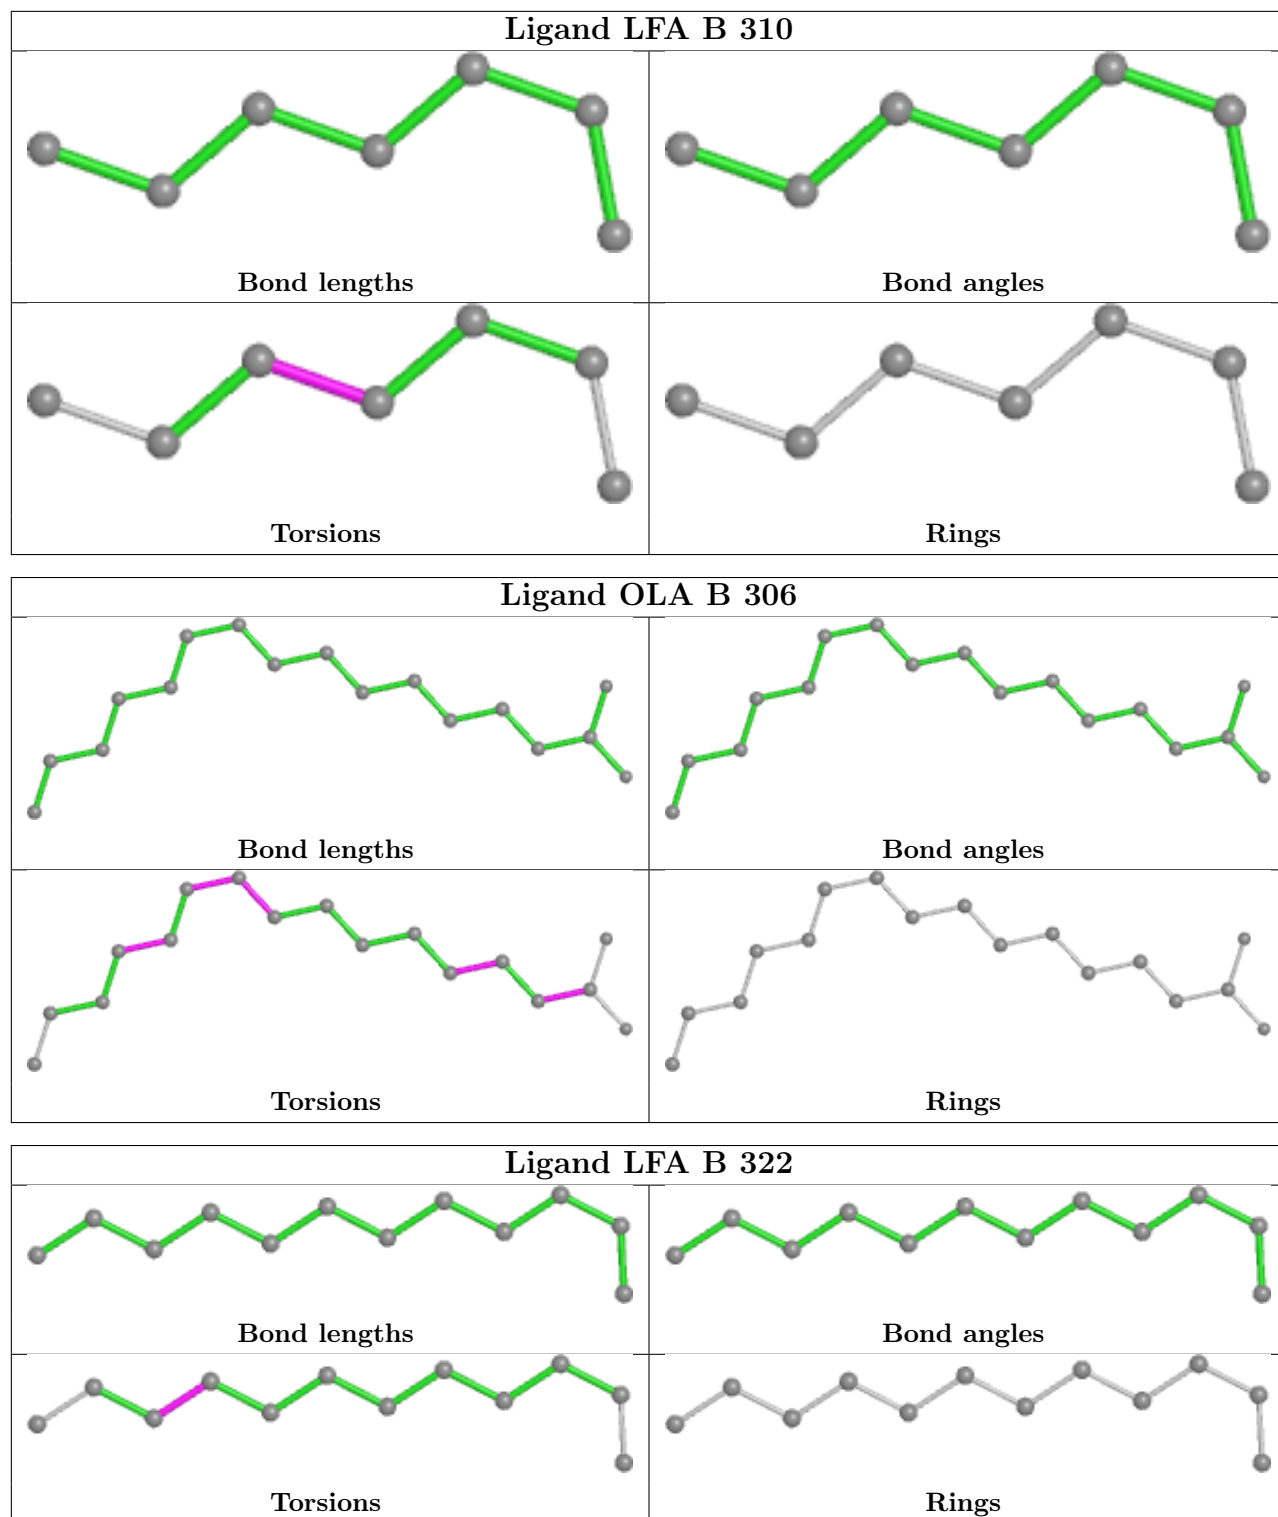 Ligand LFA B 310
Bond lengths
Bond angles
Torsions
Rings
Ligand OLA B 306
Bond lengths
Bond angles
Torsions
Rings
Ligand LFA B 322
Bond lengths
Bond angles
Torsions
Rings